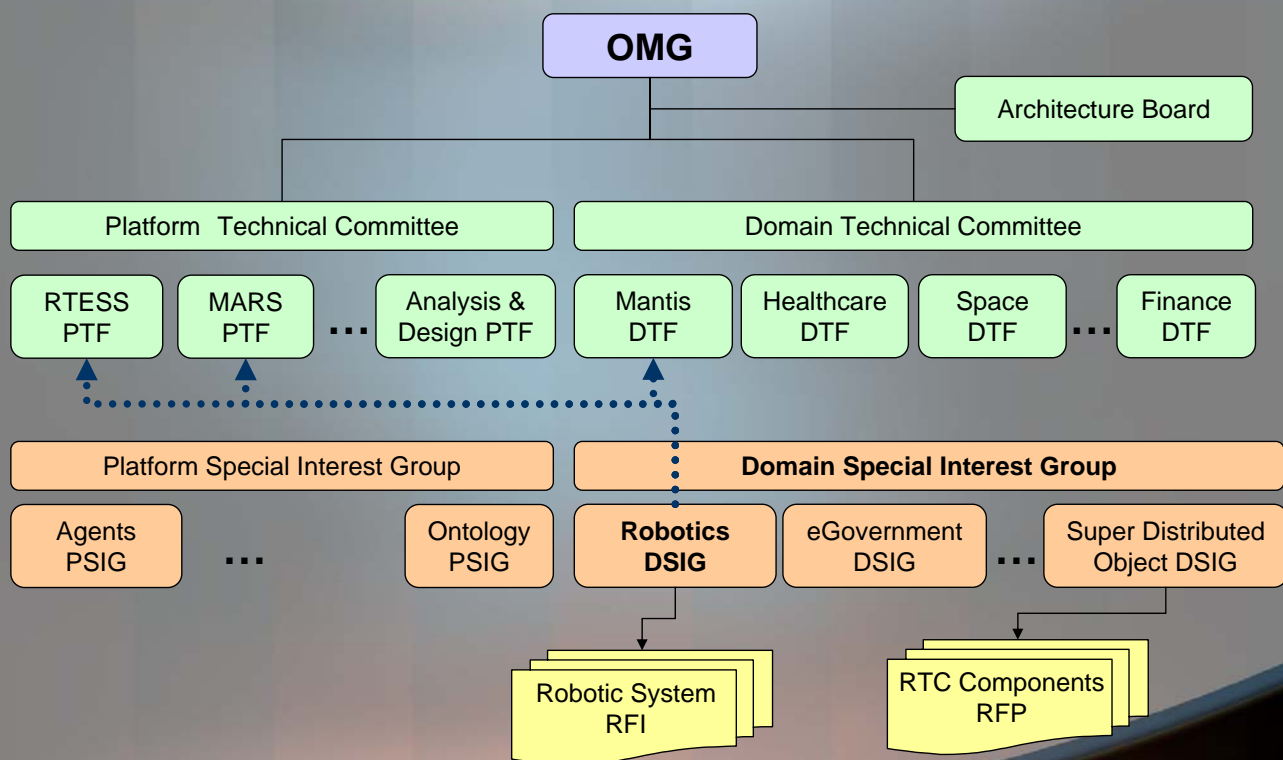 OMG
Architecture Board
Platform Technical Committee
Domain Technical Committee
RTESS
PTF
MARS
PTF
...
Analysis &
Design PTF
Mantis
DTF
Healthcare
DTF
Space
DTF
...
Finance
DTF
Platform Special Interest Group
Domain Special Interest Group
Agents
PSIG
...
Ontology
PSIG
Robotics
DSIG
eGovernment
DSIG
...
Super Distributed
Object DSIG
Robotic System
RFI
RTC Components
RFP